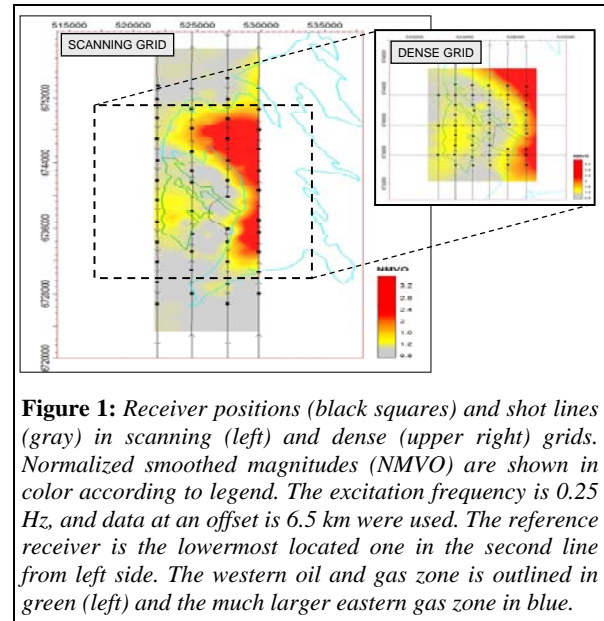 515000 520000 525000 530000 535000
SCANNING GRID
DENSE GRID
6752000
6744000
6736000
6728000
6720000
NMVO
3.2
2.8
2.4
2
1.6
1.2
0.8
Figure 1: Receiver positions (black squares) and shot lines
(gray) in scanning (left) and dense (upper right) grids.
Normalized smoothed magnitudes (NMVO) are shown in
color according to legend. The excitation frequency is 0.25
Hz, and data at an offset is 6.5 km were used. The reference
receiver is the lowermost located one in the second line
from left side. The western oil and gas zone is outlined in
green (left) and the much larger eastern gas zone in blue.